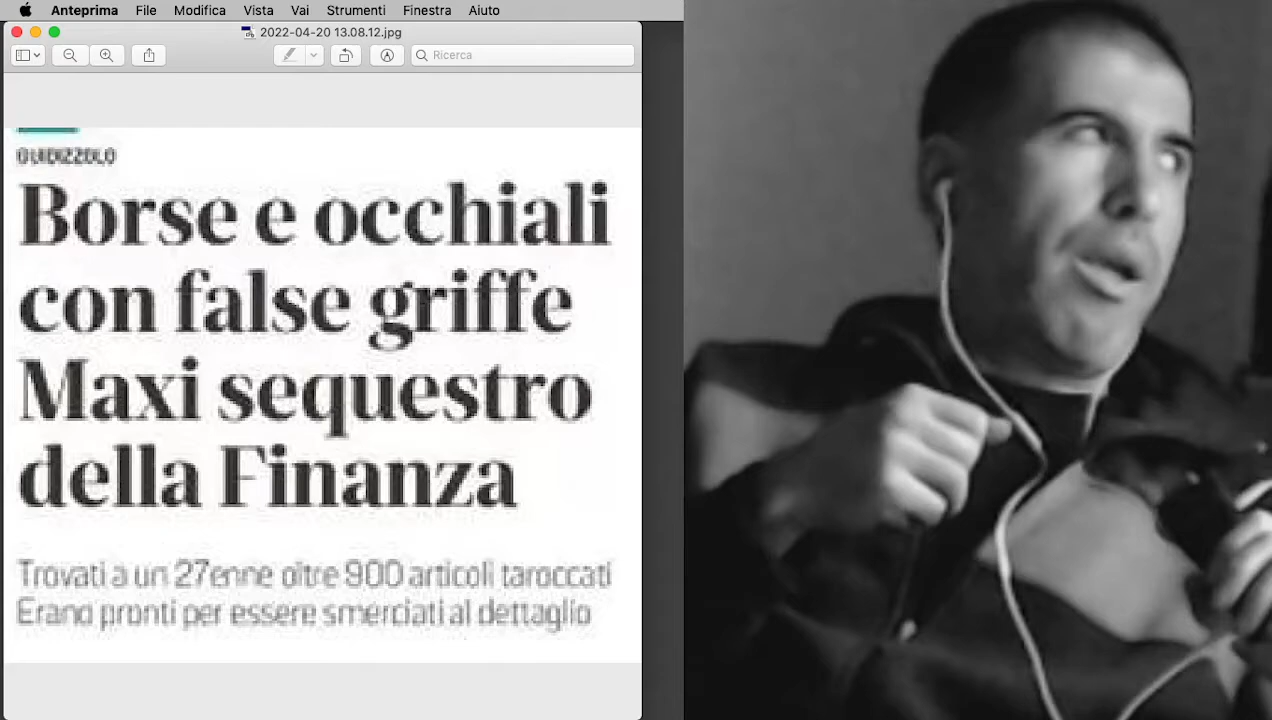 Anteprima File Modifica Vista Vai Strumenti Finestra Aiuto
2022-04-20 13.08.12.jpg
Ricerca
GUIDIZZOLO
Borse e occhiali
con false griffe
Maxi sequestro
della Finanza
Trovati a un 27enne oltre 900 articoli taroccati
Erano pronti per essere smerciati al dettaglio